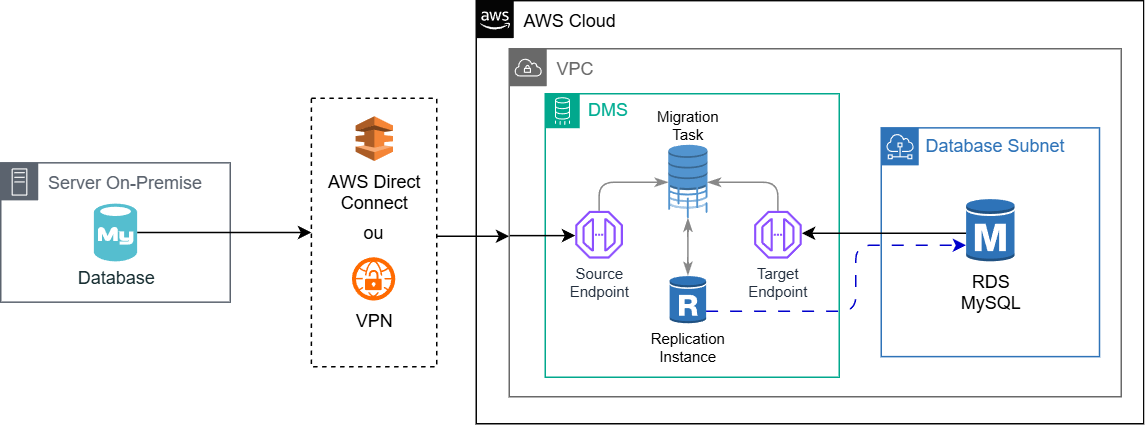 aws
AWS Cloud
VPC
DMS
Migration
Task
Database Subnet
Server On-Premise
My
Database
AWS Direct
Connect
ou
VPN
Source
Endpoint
Target
Endpoint
R
Replication
Instance
M
RDS
MySQL